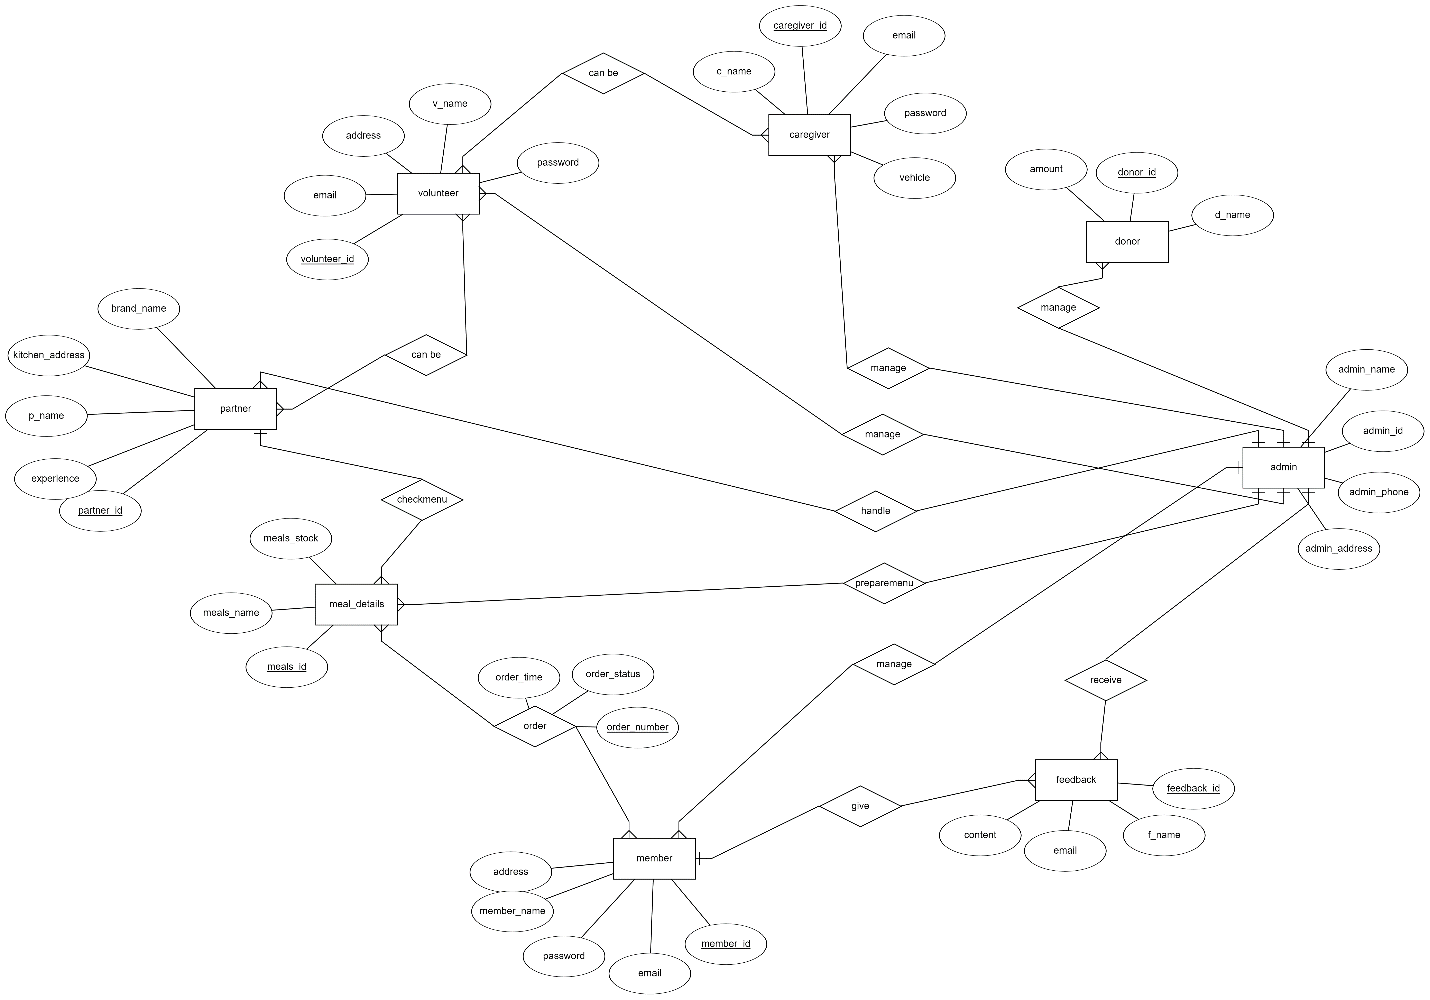 caregiver_id
email
c_name
can be
v_name
password
address
caregiver
password
amount
donor_id
vehicle
volunteer
email
d_name
donor
volunteer_id
brand_name
manage
kitchen_address
can be
manage
admin_name
partner
p_name
manage
admin_id
admin
experience
checkmenu
admin_phone
partner_id
handle
meals_stock
admin_address
preparemenu
meal_details
meals_name
meals_id
manage
order_status
order_time
receive
order
order_number
feedback
feedback_id
give
content
f_name
email
member
address
member_name
member_id
password
email